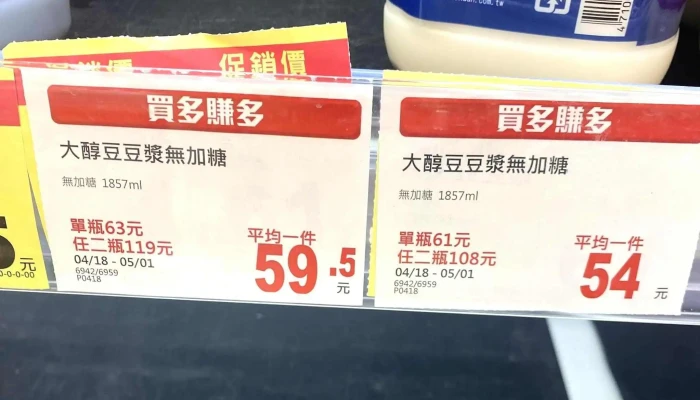 促銷價
買多賺多
大醇豆豆漿無加糖
無加糖 1857ml
單瓶63元
任二瓶119元
平均一件
59.5
元
04/18 - 05/01
6942/6959
P0418
買多賺多
大醇豆豆漿無加糖
無加糖 1857ml
單瓶61元
任二瓶108元
平均一件
54
元
04/18 - 05/01
6942/6959
P0418
元